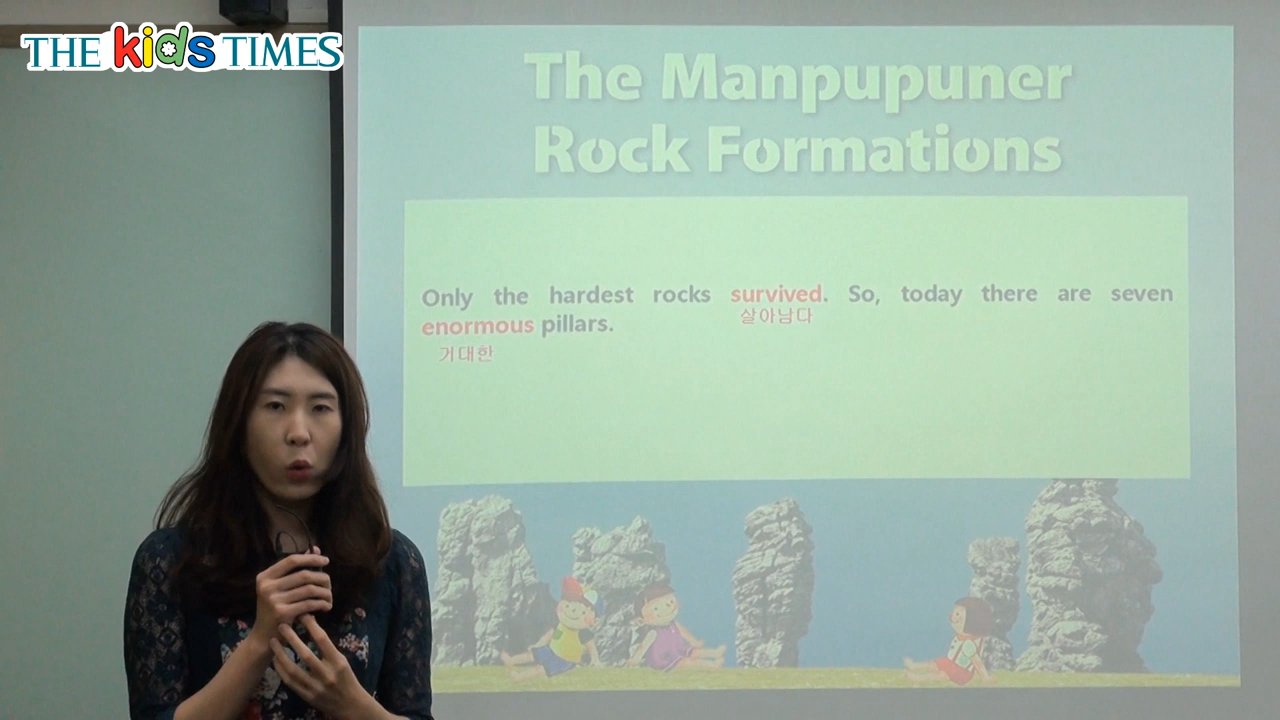 THE kids TIMES
The Manpupuner
Rock Formations
Only the hardest rocks survived. So, today there are seven
살아남다
enormous pillars.
거대한